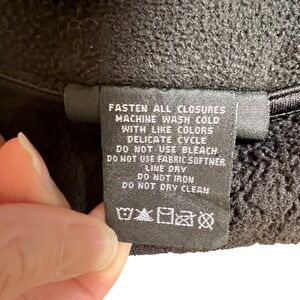 FASTEN ALL CLOSURES
MACHINE WASH COLD
WITH LIKE COLORS
DELICATE CYCLE
DO NOT USE BLEACH
DO NOT USE FABRIC SOFTNER
LINE DRY
DO NOT IRON
DO NOT DRY CLEAN